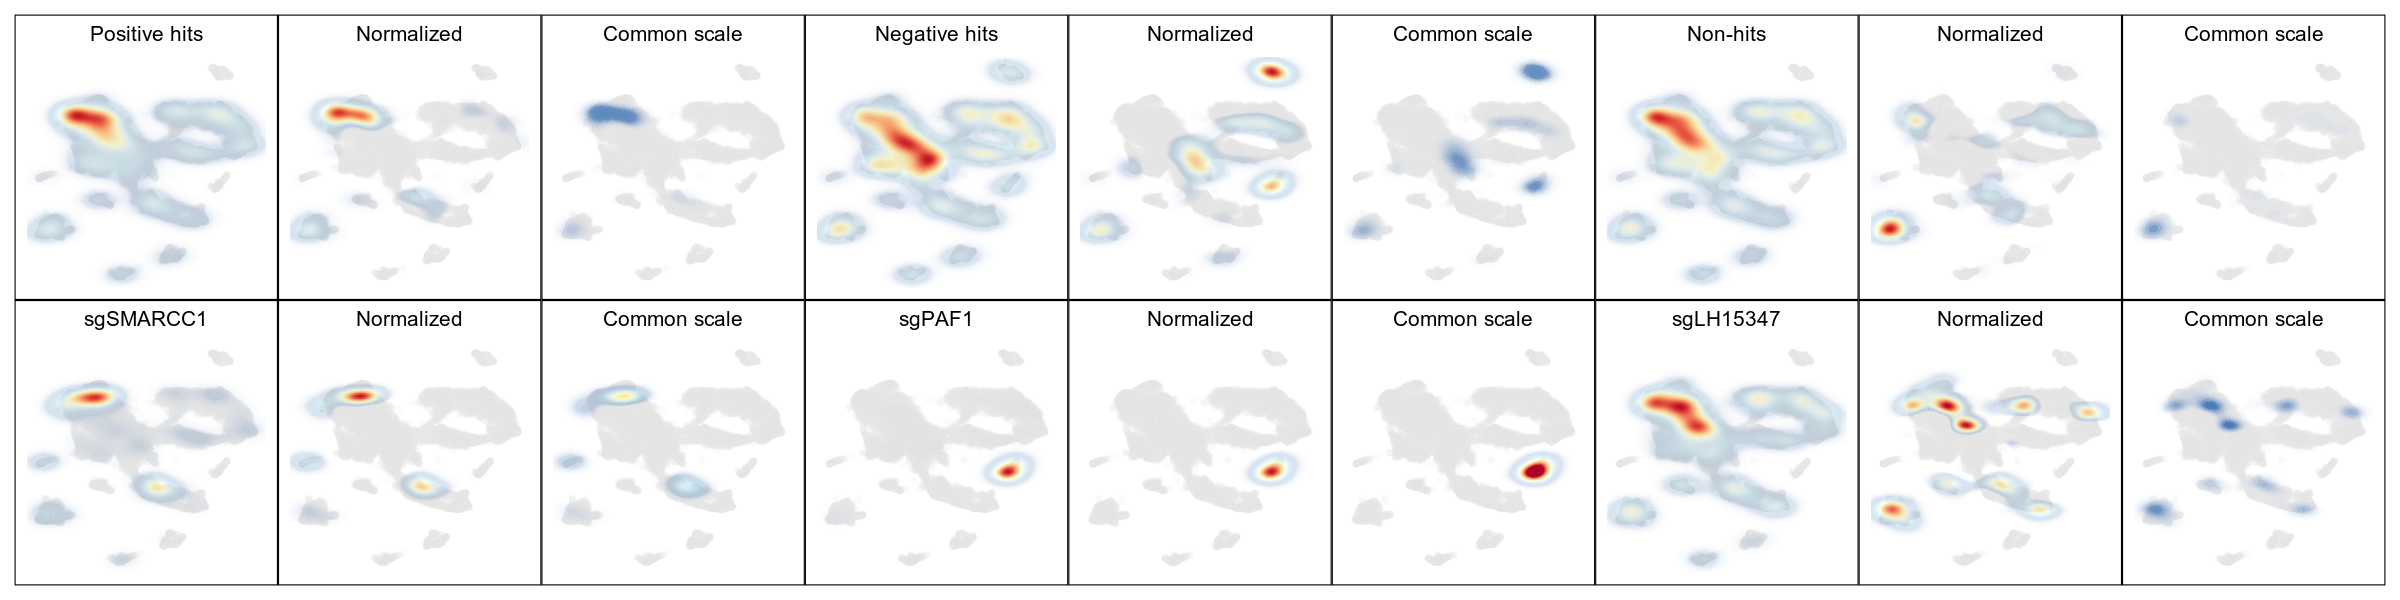 Positive hits
Normalized
Common scale
Negative hits
Normalized
Common scale
Non-hits
Normalized
Common scale
sgSMARCC1
Normalized
Common scale
sgPAF1
Normalized
Common scale
sgLH15347
Normalized
Common scale